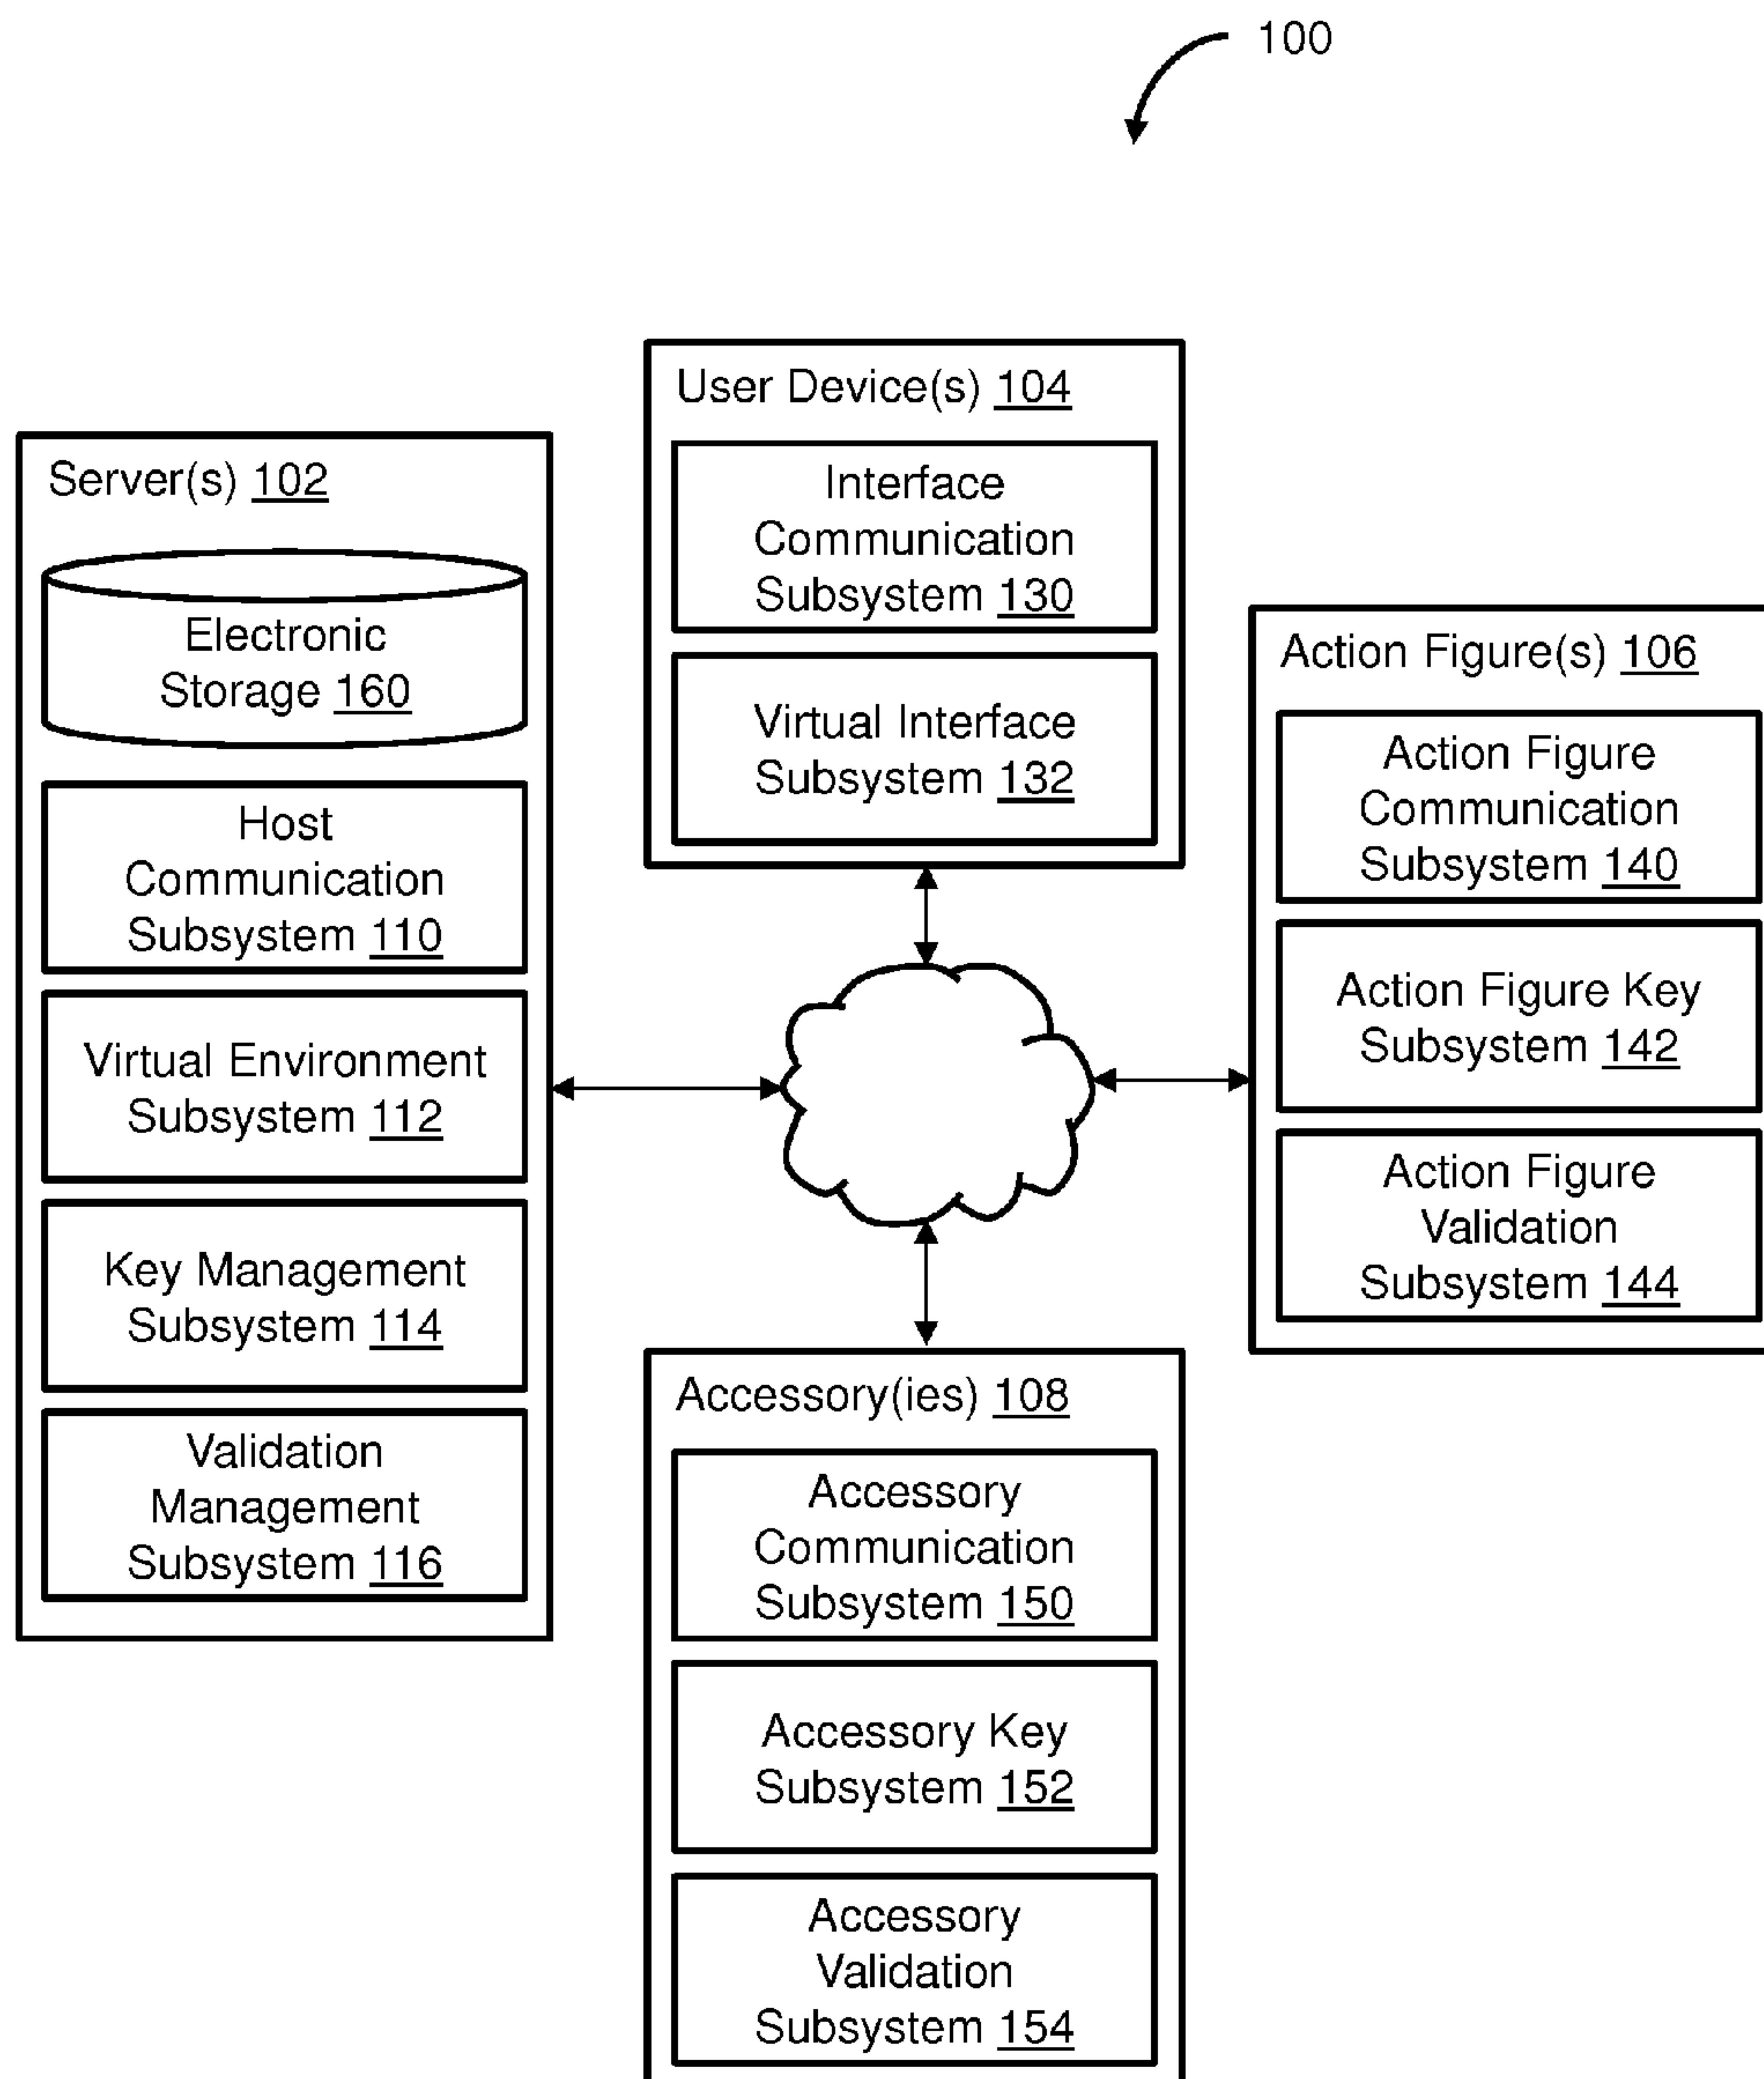 100
Server(s) 102
Electronic
Storage 160
Host
Communication
Subsystem 110
Virtual Environment
Subsystem 112
Key Management
Subsystem 114
Validation
Management
Subsystem 116
User Device(s) 104
Interface
Communication
Subsystem 130
Virtual Interface
Subsystem 132
Action Figure(s) 106
Action Figure
Communication
Subsystem 140
Action Figure Key
Subsystem 142
Action Figure
Validation
Subsystem 144
Accessory(ies) 108
Accessory
Communication
Subsystem 150
Accessory Key
Subsystem 152
Accessory
Validation
Subsystem 154